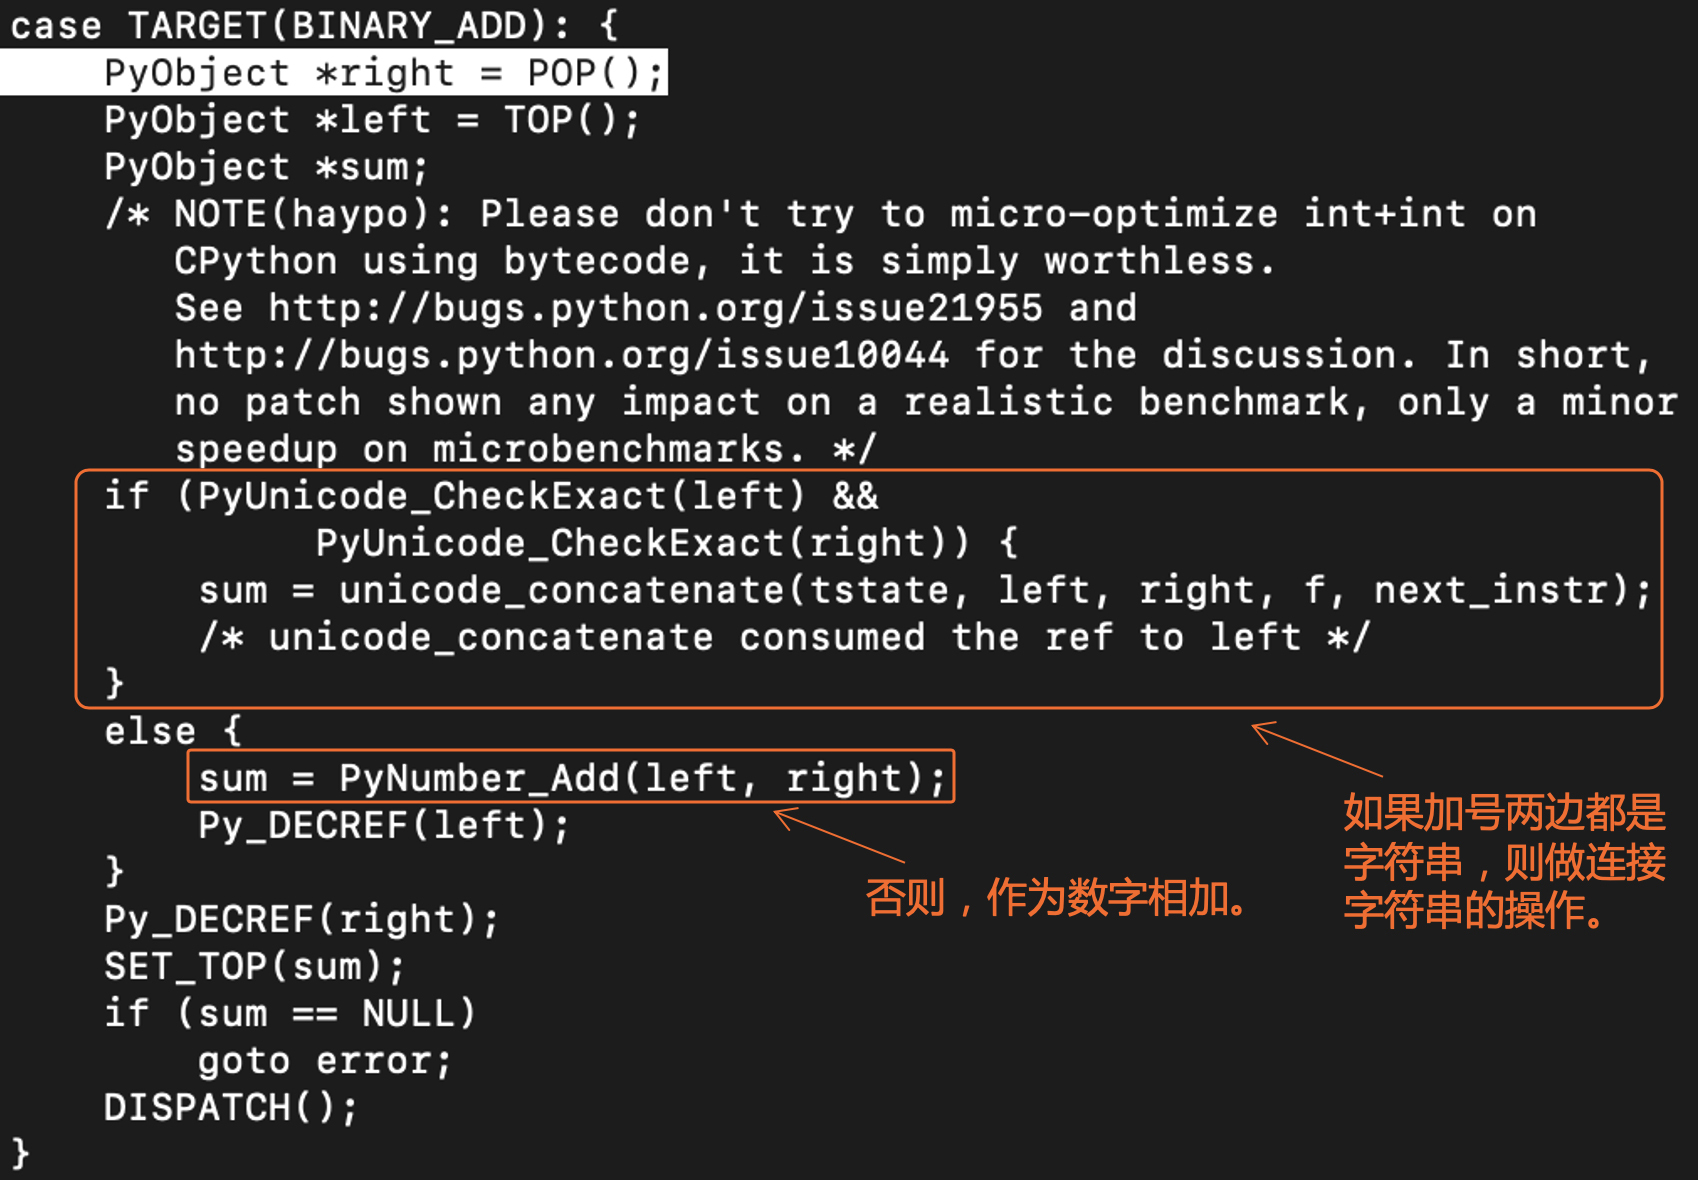 case TARGET(BINARY_ADD): {
    PyObject *right = POP();
    PyObject *left = TOP();
    PyObject *sum;
    /* NOTE(haypo): Please don't try to micro-optimize int+int on
       CPython using bytecode, it is simply worthless.
       See http://bugs.python.org/issue21955 and
       http://bugs.python.org/issue10044 for the discussion. In short,
       no patch shown any impact on a realistic benchmark, only a minor
       speedup on microbenchmarks. */
    if (PyUnicode_CheckExact(left) &&
             PyUnicode_CheckExact(right)) {
        sum = unicode_concatenate(tstate, left, right, f, next_instr);
        /* unicode_concatenate consumed the ref to left */
    }
    else {
        sum = PyNumber_Add(left, right);
        Py_DECREF(left);
    }
    Py_DECREF(right);
    SET_TOP(sum);
    if (sum == NULL)
        goto error;
    DISPATCH();
}
如果加号两边都是
字符串，则做连接
字符串的操作。
否则，作为数字相加。